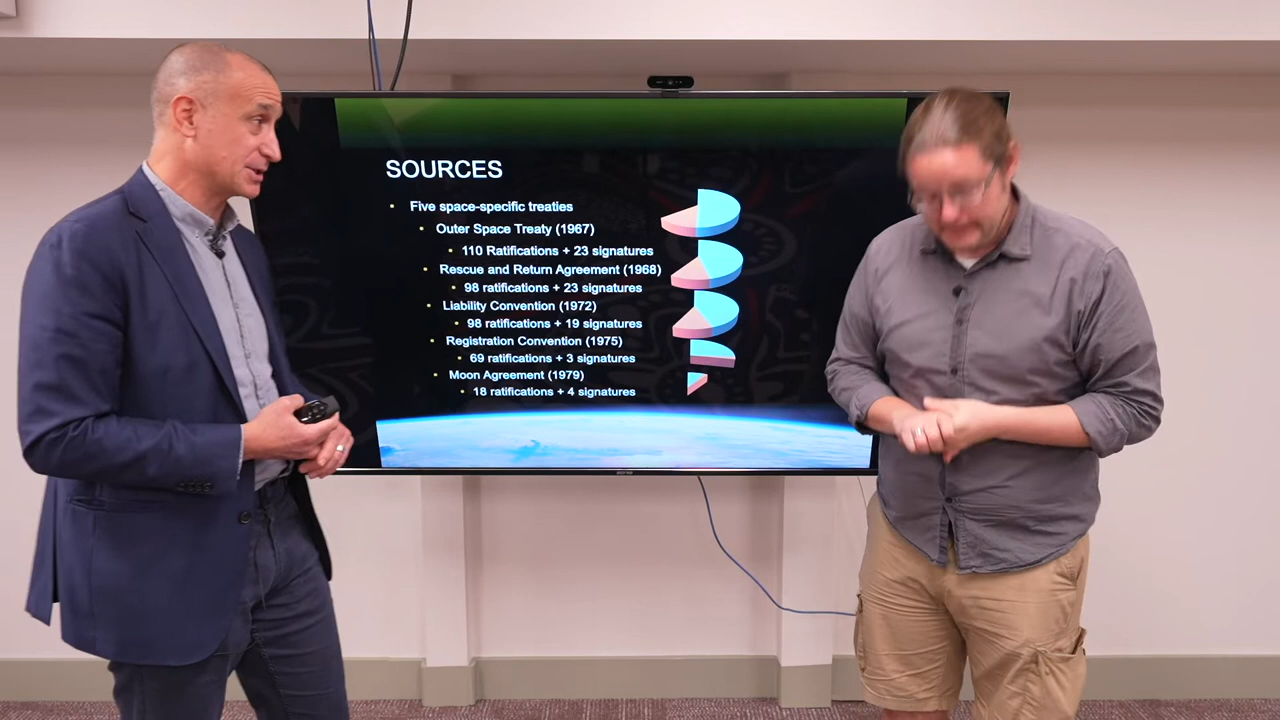 SOURCES
Five space-specific treaties
Outer Space Treaty (1967)
110 Ratifications + 23 signatures
Rescue and Return Agreement (1968)
98 ratifications + 23 signatures
Liability Convention (1972)
98 ratifications + 19 signatures
Registration Convention (1975)
69 ratifications + 3 signatures
Moon Agreement (1979)
18 ratifications + 4 signatures